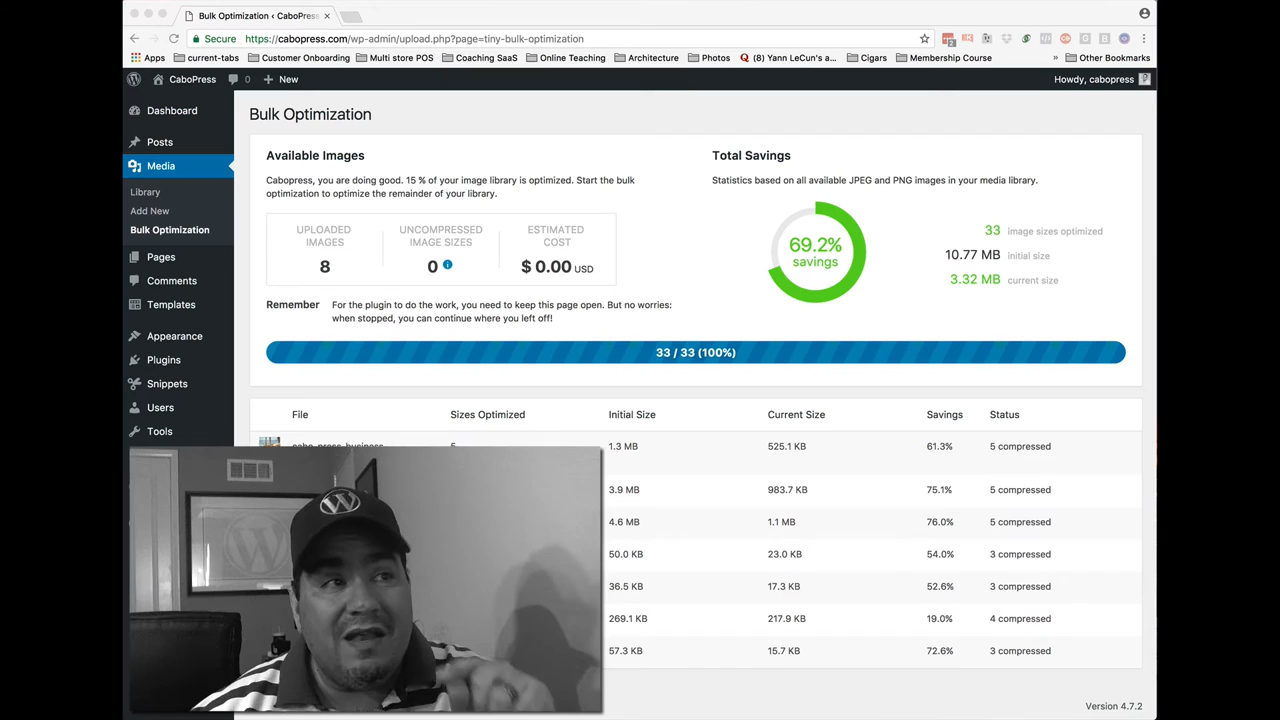 Bulk Optimization ‹ CaboPress
Secure https://cabopress.com/wp-admin/upload.php?page=tiny-bulk-optimization
Apps current-tabs Customer Onboarding Multi store POS Coaching SaaS Online Teaching Architecture Photos (8) Yann LeCun's a... Cigars Membership Course » Other Bookmarks
CaboPress 0 New Howdy, cabopress
Dashboard
Posts
Media
Library
Add New
Bulk Optimization
Pages
Comments
Templates
Appearance
Plugins
Snippets
Users
Tools
Bulk Optimization
Available Images
Cabopress, you are doing good. 15 % of your image library is optimized. Start the bulk
optimization to optimize the remainder of your library.
UPLOADED
IMAGES
8
UNCOMPRESSED
IMAGE SIZES
0
ESTIMATED
COST
$ 0.00 USD
Remember For the plugin to do the work, you need to keep this page open. But no worries:
when stopped, you can continue where you left off!
Total Savings
Statistics based on all available JPEG and PNG images in your media library.
69.2%
savings
33 image sizes optimized
10.77 MB initial size
3.32 MB current size
33 / 33 (100%)
File Sizes Optimized Initial Size Current Size Savings Status
cabo-press-business 5 1.3 MB 525.1 KB 61.3% 5 compressed
3.9 MB 983.7 KB 75.1% 5 compressed
4.6 MB 1.1 MB 76.0% 5 compressed
50.0 KB 23.0 KB 54.0% 3 compressed
36.5 KB 17.3 KB 52.6% 3 compressed
269.1 KB 217.9 KB 19.0% 4 compressed
57.3 KB 15.7 KB 72.6% 3 compressed
Version 4.7.2